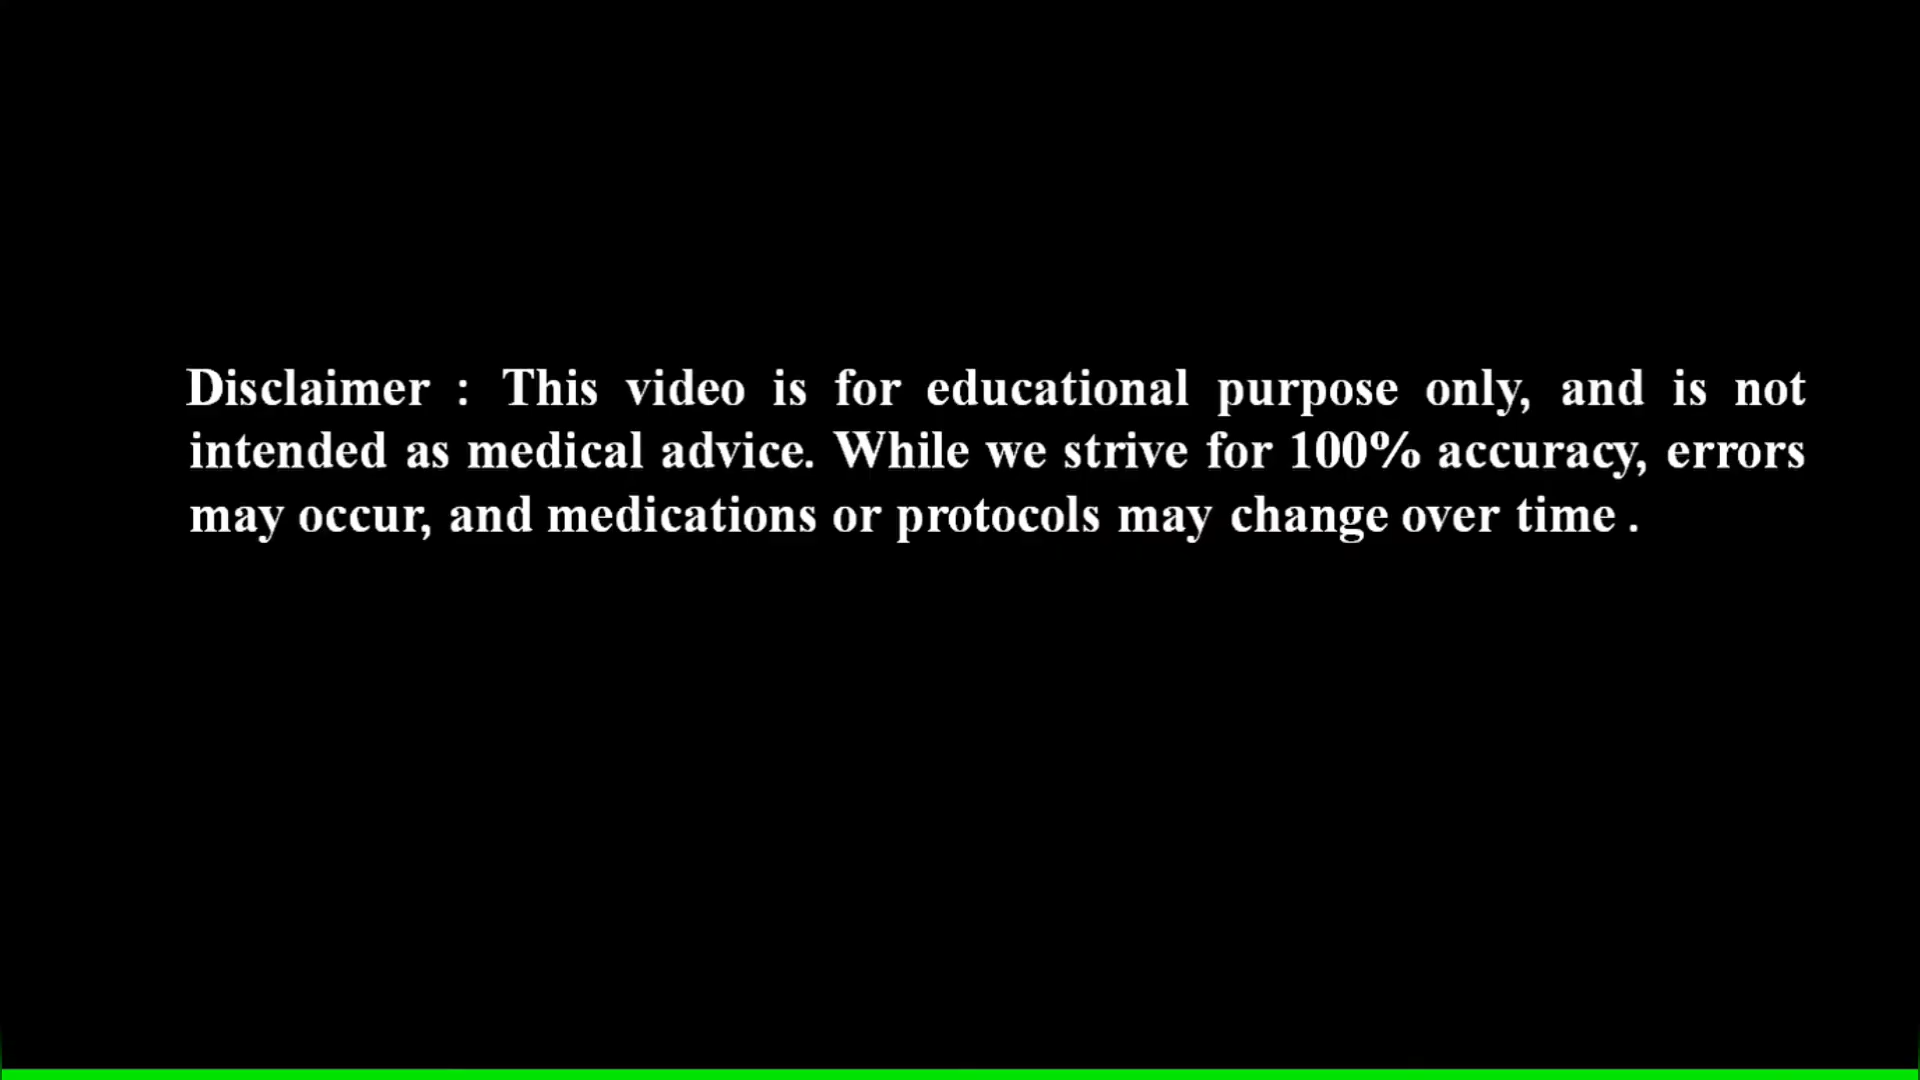 Disclaimer : This video is for educational purpose only, and is not
intended as medical advice. While we strive for 100% accuracy, errors
may occur, and medications or protocols may change over time .